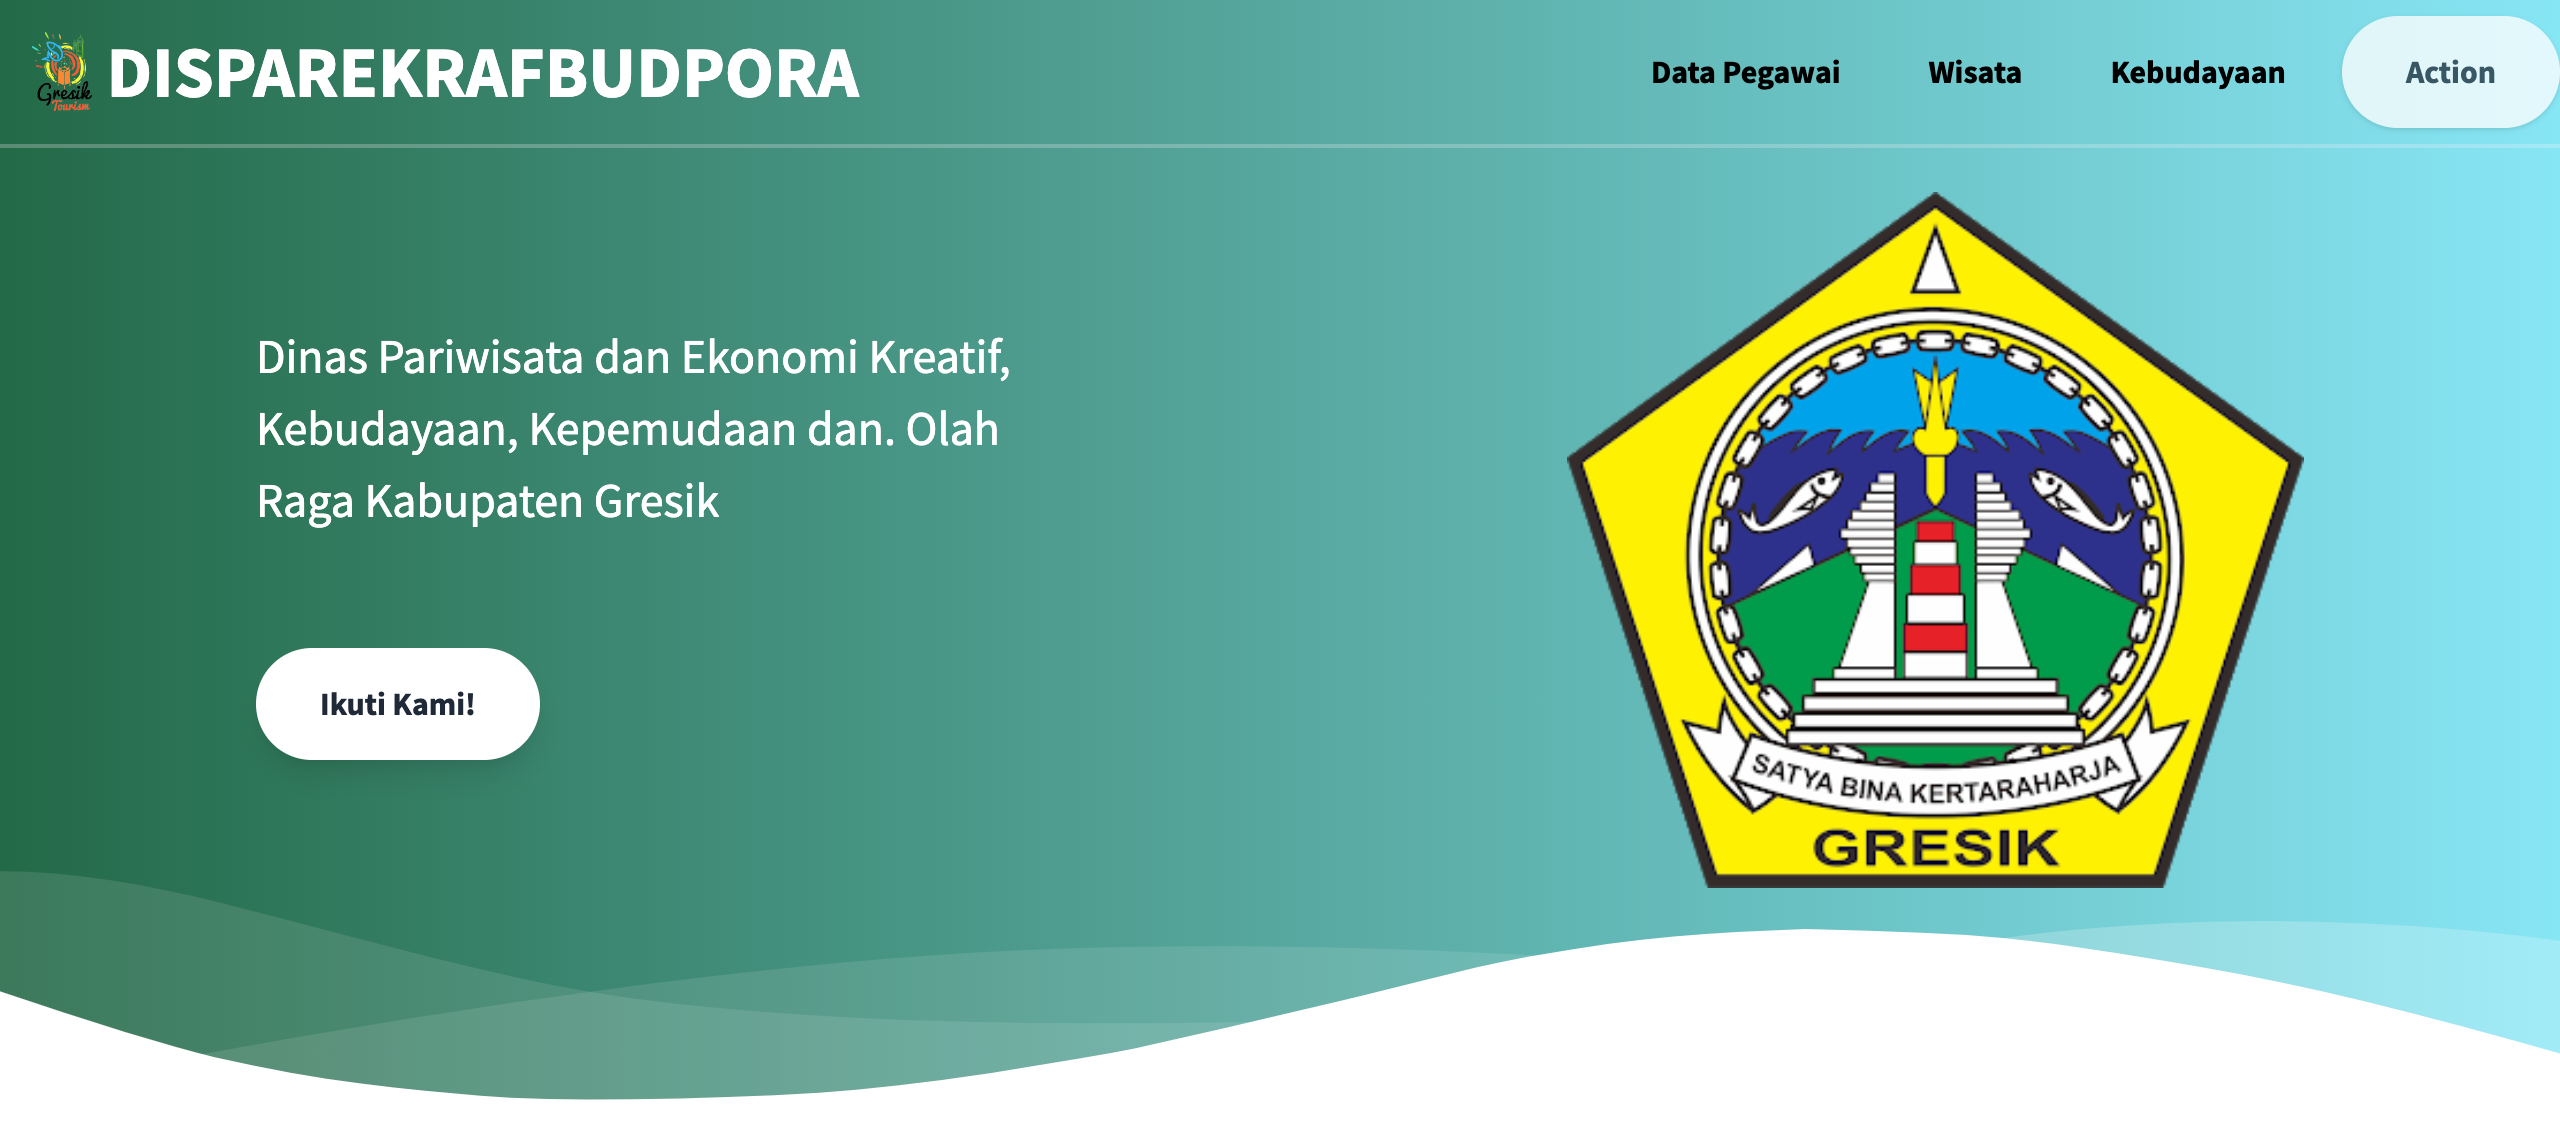 Gresik
Tourism
DISPAREKRAFBUDPORA
Data Pegawai
Wisata
Kebudayaan
Action
Dinas Pariwisata dan Ekonomi Kreatif,
Kebudayaan, Kepemudaan dan. Olah
Raga Kabupaten Gresik
Ikuti Kami!
SATYA BINA KERTARAHARJA
GRESIK